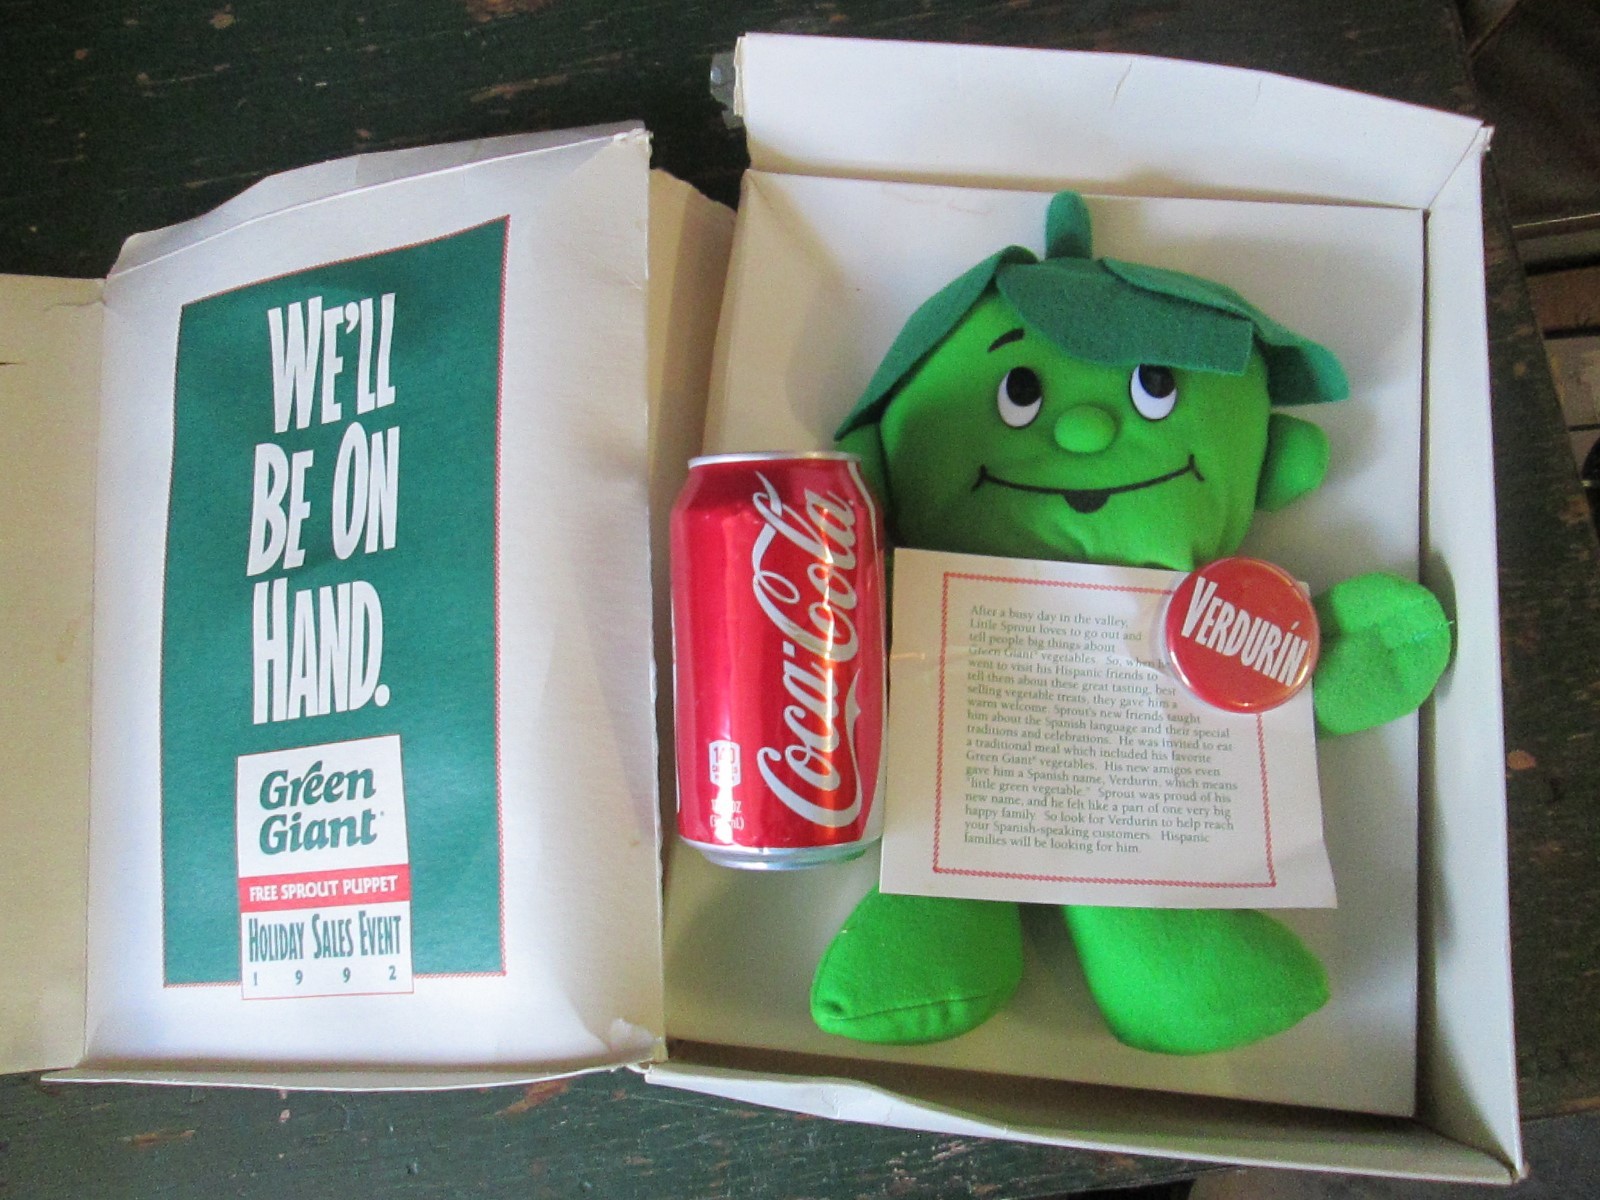 WE'LL
BE ON
HAND.
Green
Giant
FREE SPROUT PUPPET
HOLIDAY SALES EVENT
1992
Coca-Cola
140
VERDURÍN
After a busy day in the valley,
Little Sprout loves to go out and
tell people big things about
Green Giant® vegetables. So, when he
went to visit his Hispanic friends to
tell them about these great tasting, best
selling vegetable treats, they gave him a
warm welcome. Sprout's new friends taught
him about the Spanish language and their special
traditions and celebrations. He was invited to eat
a traditional meal which included his favorite
Green Giant® vegetables. His new amigos even
gave him a Spanish name, Verdurin, which means
"little green vegetable." Sprout was proud of his
new name, and he felt like a part of one very big
happy family. So look for Verdurin to help reach
your Spanish-speaking customers. Hispanic
families will be looking for him.